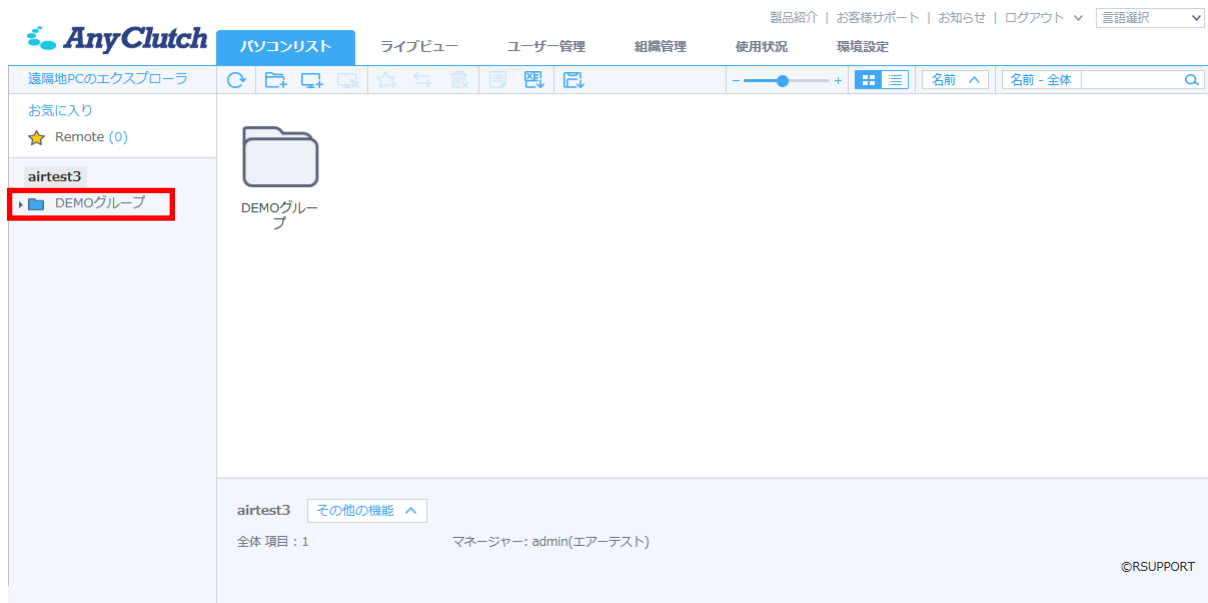 製品紹介 | お客様サポート | お知らせ | ログアウト 言語選択
AnyClutch
パソコンリスト ライブビュー ユーザー管理 組織管理 使用状況 環境設定
遠隔地PCのエクスプローラ
- + 名前 名前 - 全体
お気に入り
Remote (0)
airtest3
DEMOグループ
DEMOグルー
プ
airtest3 その他の機能
全体 項目 : 1 マネージャー: admin(エアーテスト)
©RSUPPORT